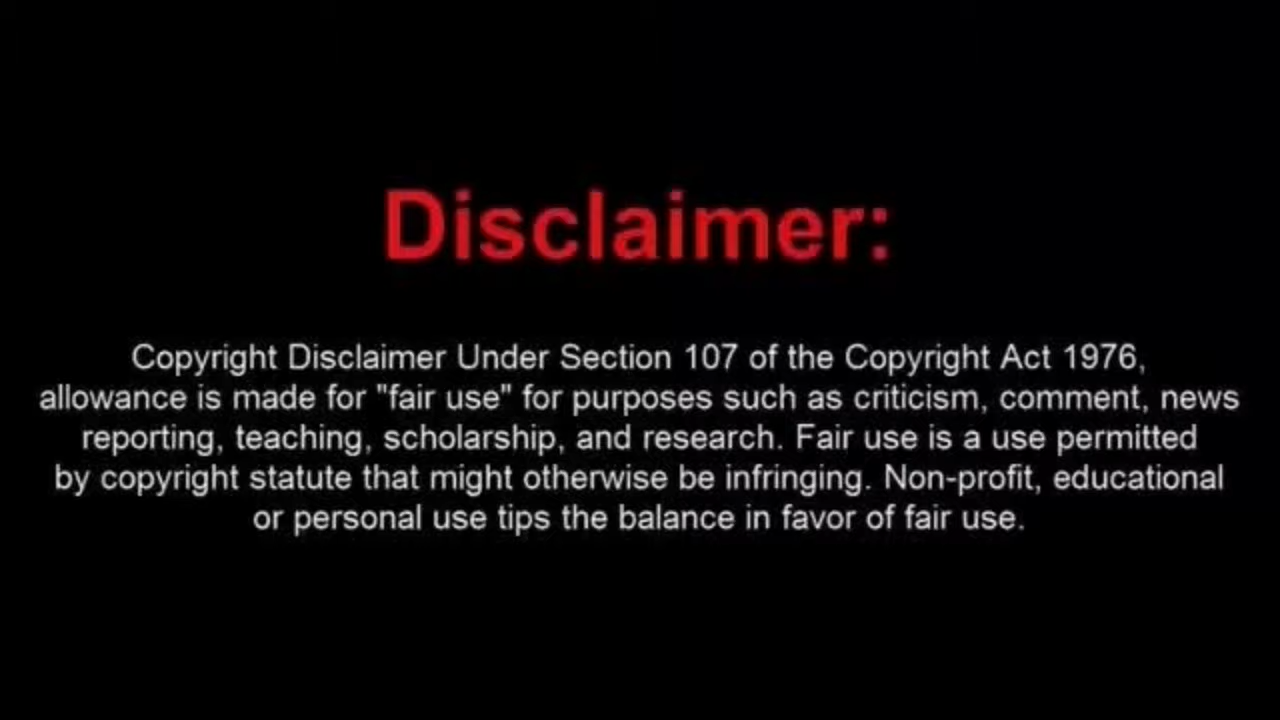 Disclaimer:
Copyright Disclaimer Under Section 107 of the Copyright Act 1976,
allowance is made for "fair use" for purposes such as criticism, comment, news
reporting, teaching, scholarship, and research. Fair use is a use permitted
by copyright statute that might otherwise be infringing. Non-profit, educational
or personal use tips the balance in favor of fair use.